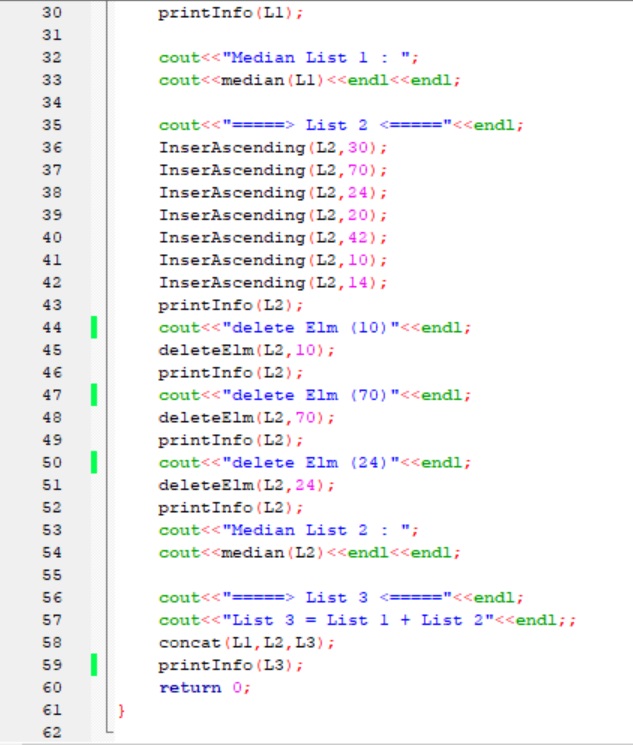 30 printInfo(L1);
31
32 cout<<"Median List 1 : ";
33 cout<<median(L1)<<endl<<endl;
34
35 cout<<"=====> List 2 <====="<<endl;
36 InserAscending(L2,30);
37 InserAscending(L2,70);
38 InserAscending(L2,24);
39 InserAscending(L2,20);
40 InserAscending(L2,42);
41 InserAscending(L2,10);
42 InserAscending(L2,14);
43 printInfo(L2);
44 cout<<"delete Elm (10)"<<endl;
45 deleteElm(L2,10);
46 printInfo(L2);
47 cout<<"delete Elm (70)"<<endl;
48 deleteElm(L2,70);
49 printInfo(L2);
50 cout<<"delete Elm (24)"<<endl;
51 deleteElm(L2,24);
52 printInfo(L2);
53 cout<<"Median List 2 : ";
54 cout<<median(L2)<<endl<<endl;
55
56 cout<<"=====> List 3 <====="<<endl;
57 cout<<"List 3 = List 1 + List 2"<<endl;;
58 concat(L1,L2,L3);
59 printInfo(L3);
60 return 0;
61 }
62